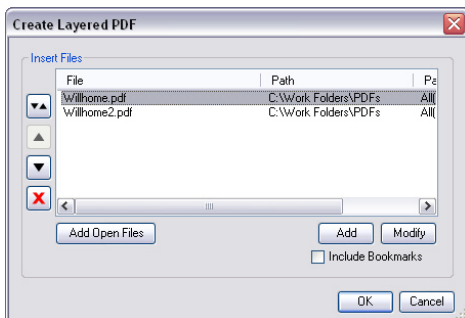 Create Layered PDF
Insert Files
File Path Pa
Willhome.pdf C:\Work Folders\PDFs All(
Willhome2.pdf C:\Work Folders\PDFs All(
Add Open Files Add Modify
Include Bookmarks
OK Cancel